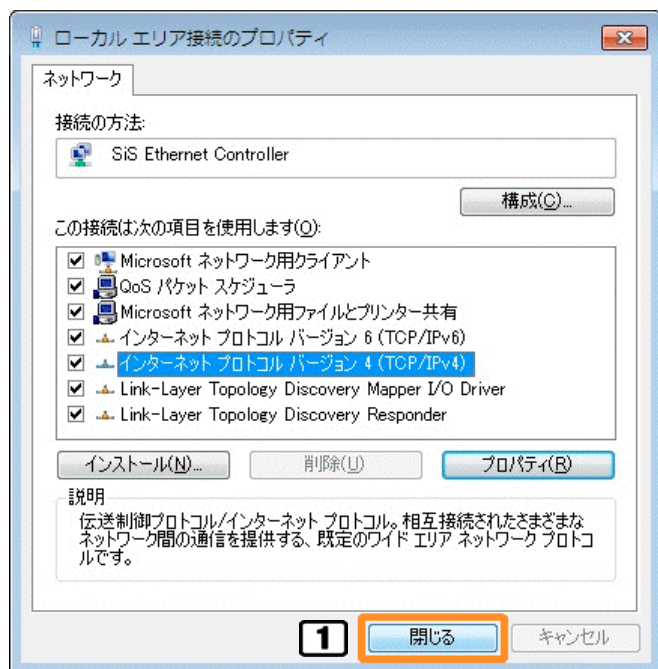 ローカル エリア接続のプロパティ
ネットワーク
接続の方法:
SiS Ethernet Controller
構成(C)...
この接続は次の項目を使用します(O):
Microsoft ネットワーク用クライアント
QoS パケット スケジューラ
Microsoft ネットワーク用ファイルとプリンター共有
インターネット プロトコル バージョン 6 (TCP/IPv6)
インターネット プロトコル バージョン 4 (TCP/IPv4)
Link-Layer Topology Discovery Mapper I/O Driver
Link-Layer Topology Discovery Responder
インストール(N)... 削除(U) プロパティ(R)
説明
伝送制御プロトコル/インターネット プロトコル。相互接続されたさまざまな
ネットワーク間の通信を提供する、既定のワイド エリア ネットワーク プロトコ
ルです。
1 閉じる キャンセル